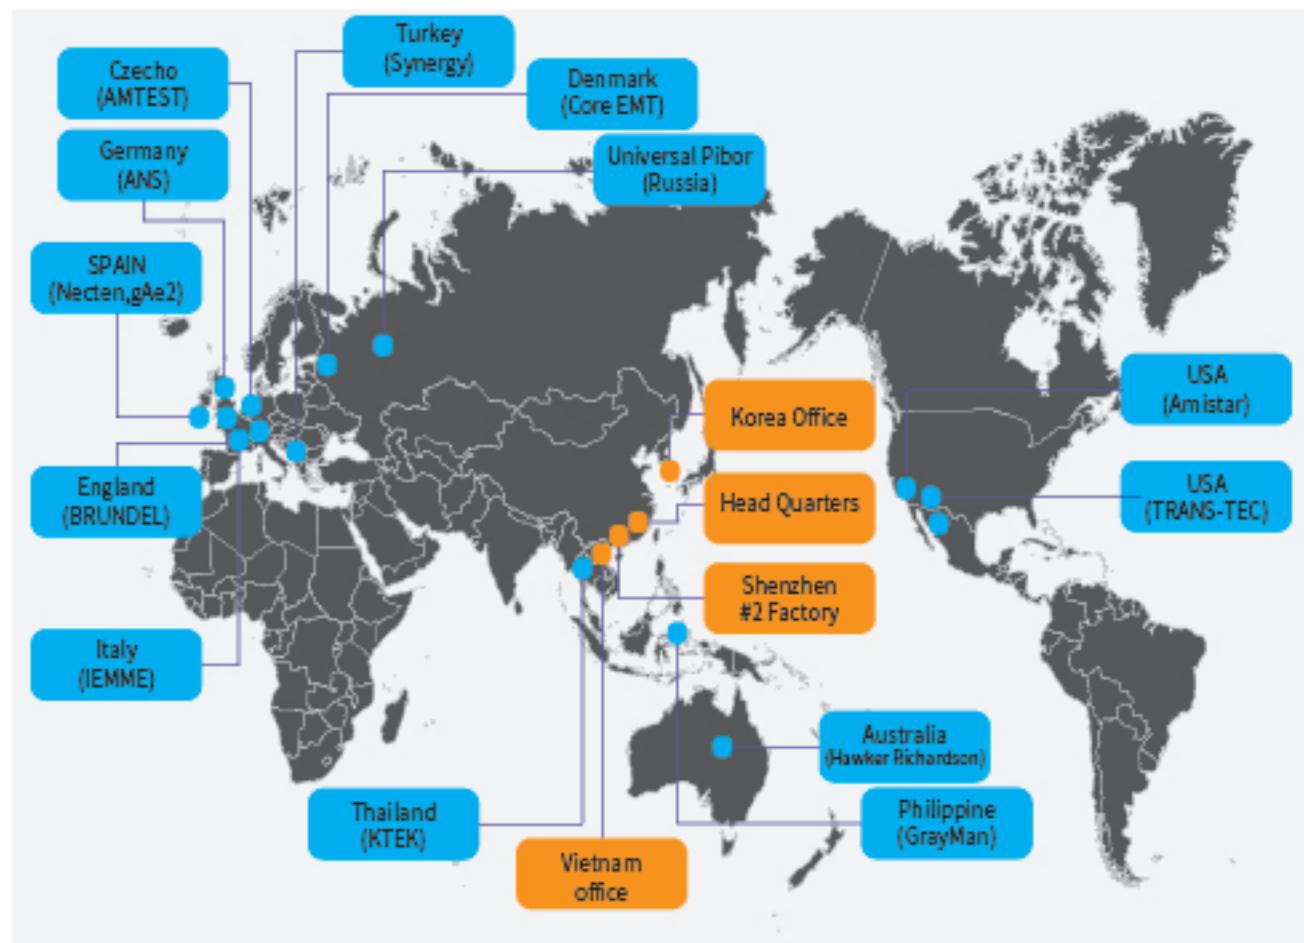 Turkey
(Synergy)
Czecho
(AMTEST)
Denmark
(Core EMT)
Germany
(ANS)
Universal Pibor
(Russia)
SPAIN
(Necten,gAe2)
USA
(Amistar)
Korea Office
England
(BRUNDEL)
USA
(TRANS-TEC)
Head Quarters
Shenzhen
#2 Factory
Italy
(IEMME)
Australia
(Hawker Richardson)
Thailand
(KTEK)
Philippine
(GrayMan)
Vietnam
office